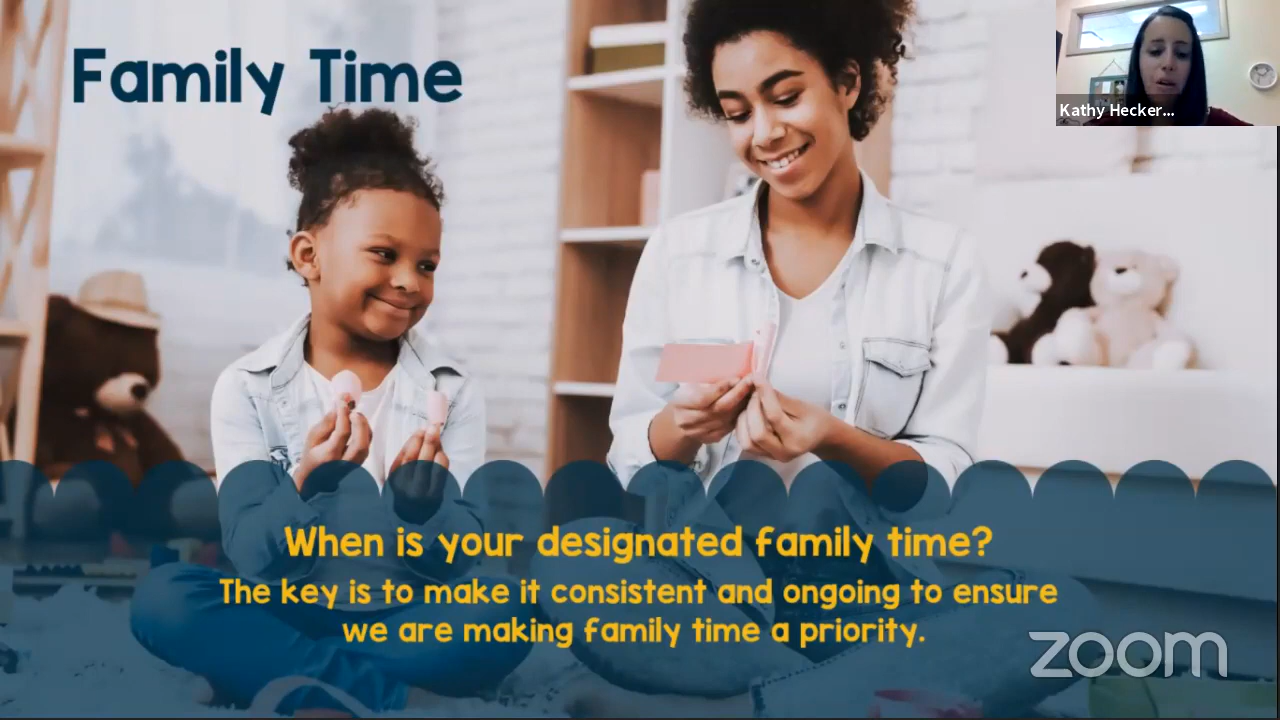 Family Time
Kathy Hecker...
When is your designated family time?
The key is to make it consistent and ongoing to ensure
we are making family time a priority.
zoom